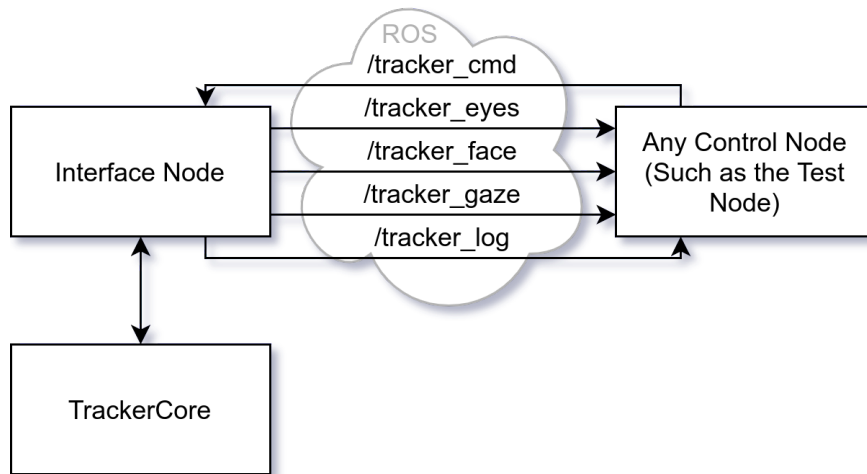 ROS
/tracker_cmd
/tracker_eyes
/tracker_face
/tracker_gaze
/tracker_log
Interface Node
Any Control Node
(Such as the Test
Node)
TrackerCore